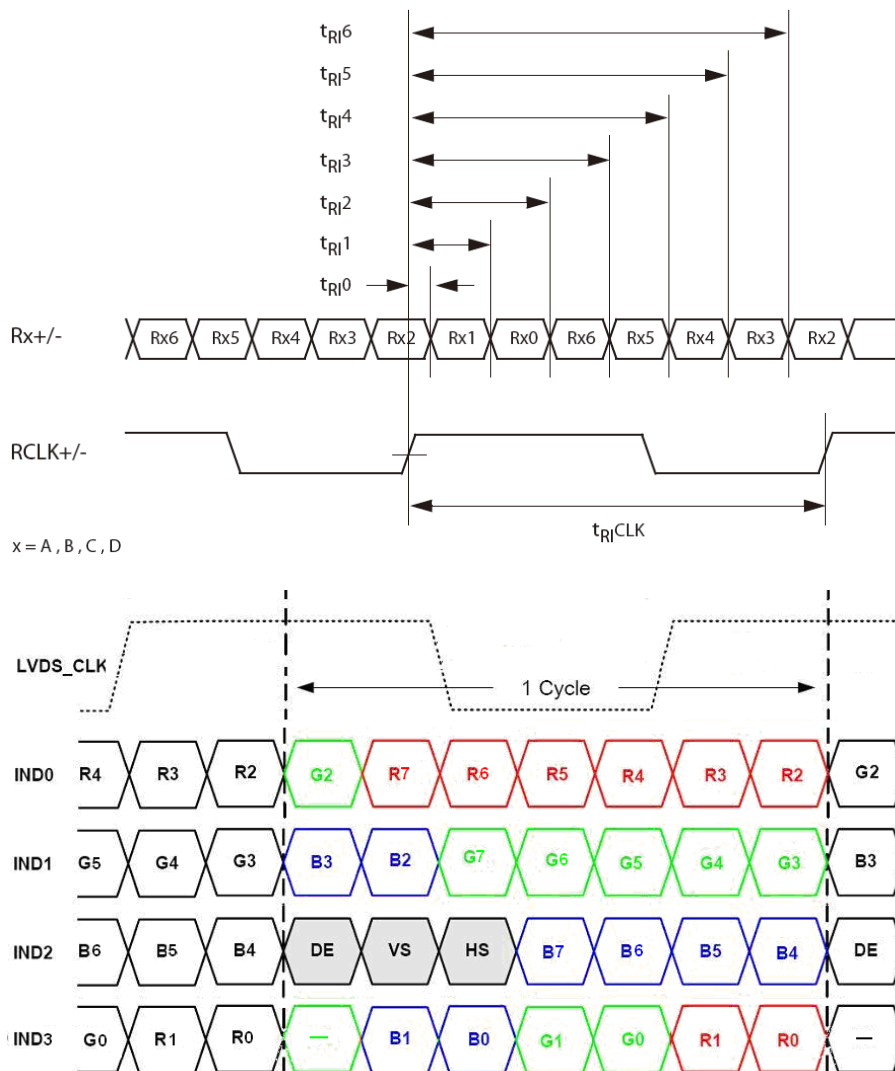 tRI6
tRI5
tRI4
tRI3
tRI2
tRI1
tRI0
Rx+/- Rx6 Rx5 Rx4 Rx3 Rx2 Rx1 Rx0 Rx6 Rx5 Rx4 Rx3 Rx2
RCLK+/-
tRICLK
x = A , B , C , D
LVDS_CLK
1 Cycle
IND0 R4 R3 R2 G2 R7 R6 R5 R4 R3 R2 G2
IND1 G5 G4 G3 B3 B2 G7 G6 G5 G4 G3 B3
IND2 B6 B5 B4 DE VS HS B7 B6 B5 B4 DE
IND3 G0 R1 R0 — B1 B0 G1 G0 R1 R0 —